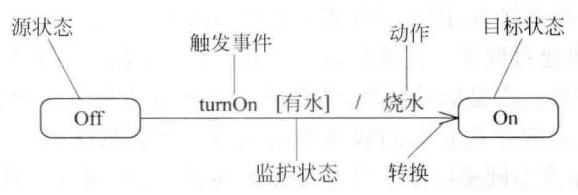 源状态
触发事件
动作
目标状态
Off
turnOn [有水] / 烧水
On
监护状态
转换